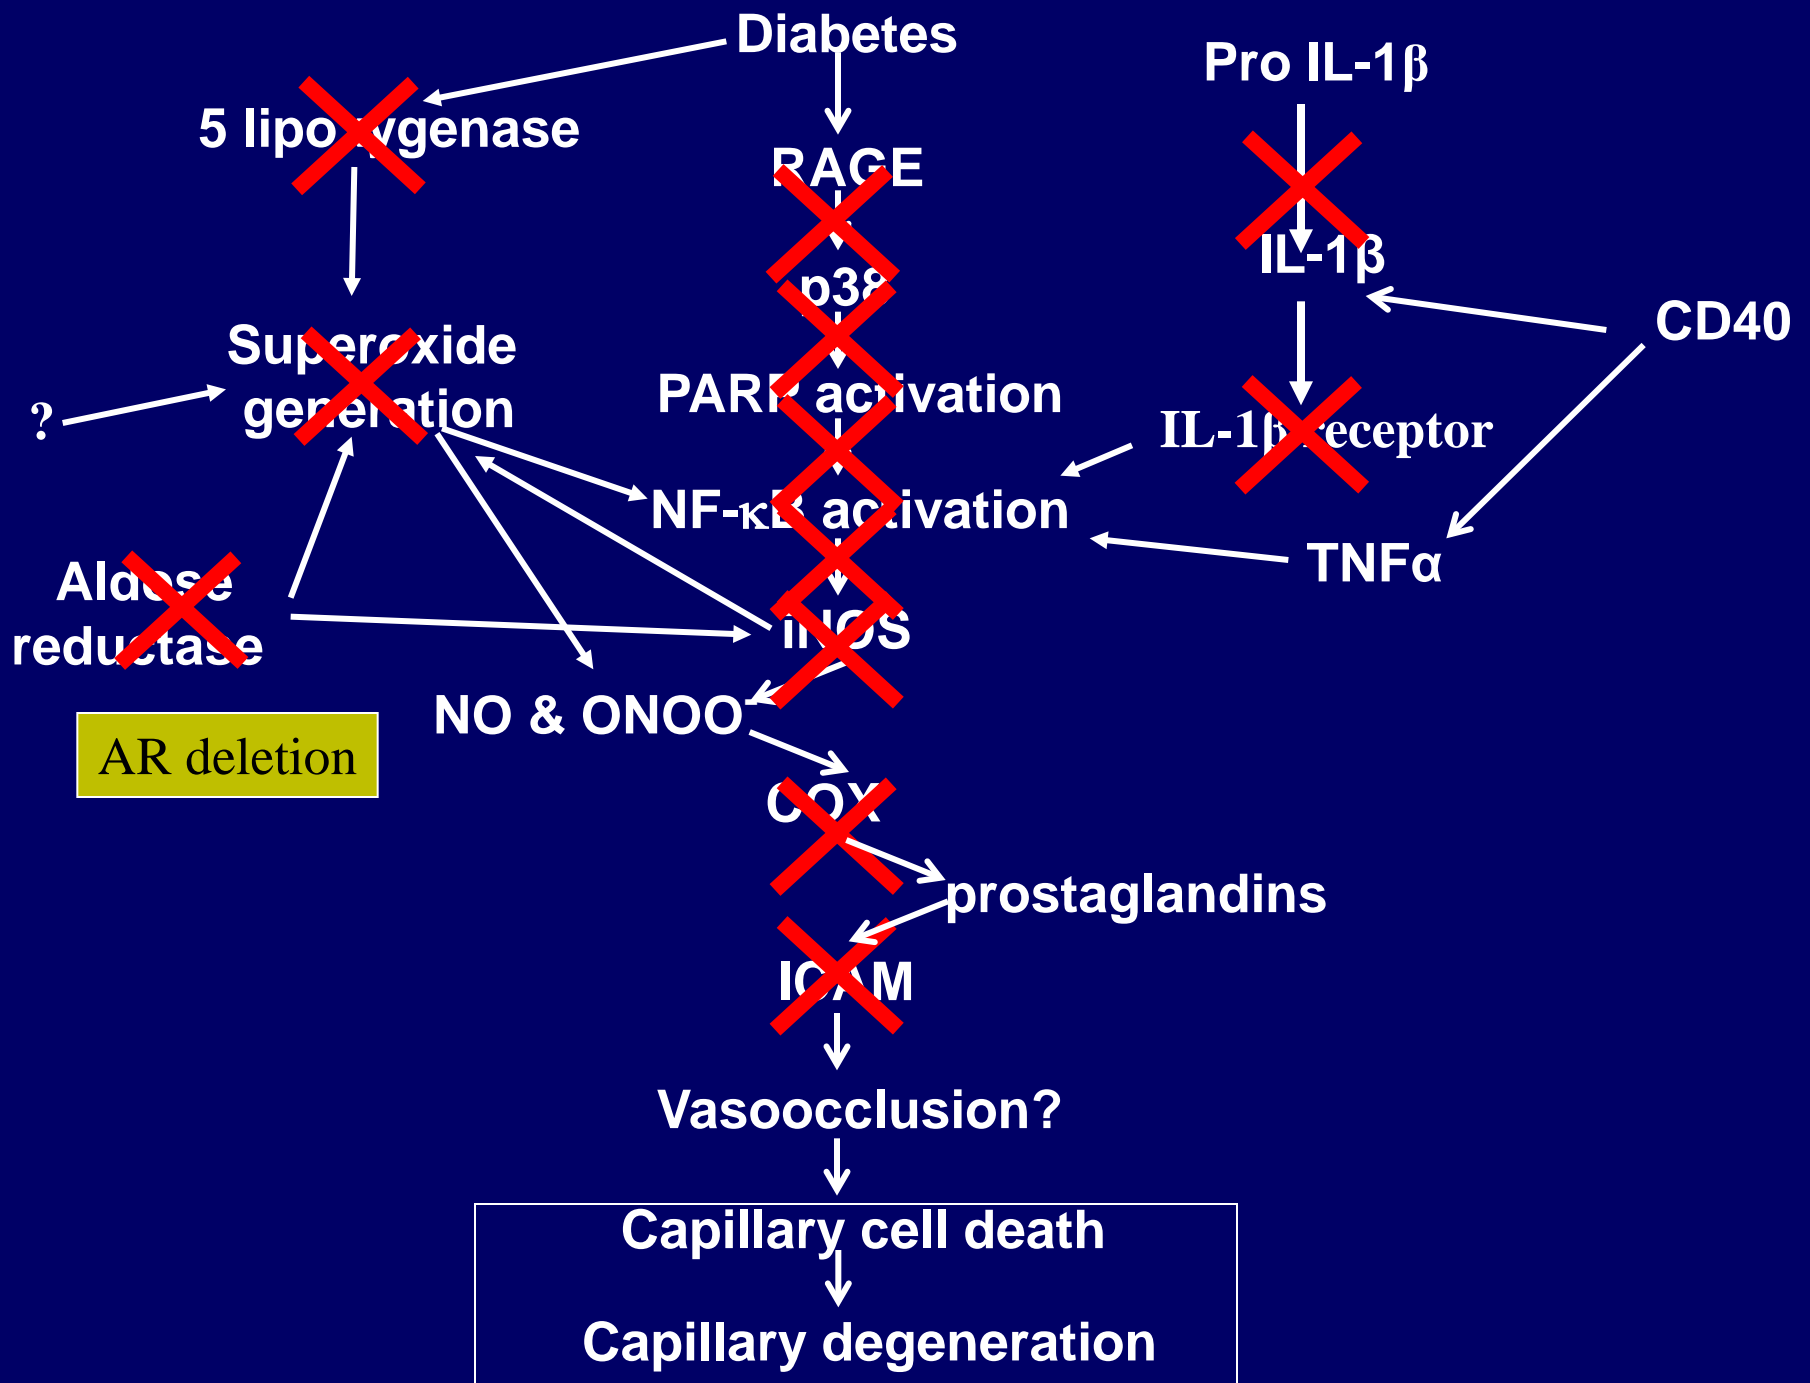 Diabetes
Pro IL-1β
5 lipoxygenase
RAGE
IL-1β
p38
CD40
Superoxide
generation
?
PARP activation
IL-1β receptor
NF-κB activation
TNFα
Aldose
reductase
iNOS
NO & ONOO⁻
AR deletion
COX
prostaglandins
ICAM
Vasoocclusion?
Capillary cell death
Capillary degeneration